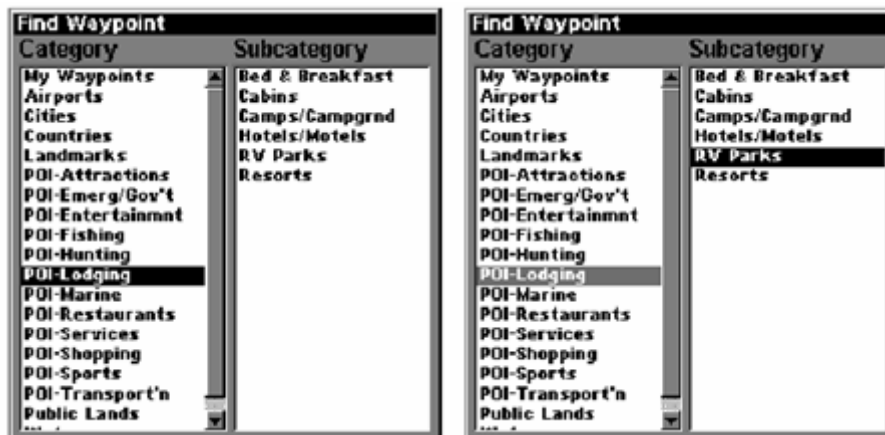 Find Waypoint
Category Subcategory
My Waypoints
Airports
Cities
Countries
Landmarks
POI-Attractions
POI-Emerg/Gov't
POI-Entertainmnt
POI-Fishing
POI-Hunting
POI-Lodging
POI-Marine
POI-Restaurants
POI-Services
POI-Shopping
POI-Sports
POI-Transport'n
Public Lands
Bed & Breakfast
Cabins
Camps/Campgrnd
Hotels/Motels
RV Parks
Resorts
Find Waypoint
Category Subcategory
My Waypoints
Airports
Cities
Countries
Landmarks
POI-Attractions
POI-Emerg/Gov't
POI-Entertainmnt
POI-Fishing
POI-Hunting
POI-Lodging
POI-Marine
POI-Restaurants
POI-Services
POI-Shopping
POI-Sports
POI-Transport'n
Public Lands
Bed & Breakfast
Cabins
Camps/Campgrnd
Hotels/Motels
RV Parks
Resorts